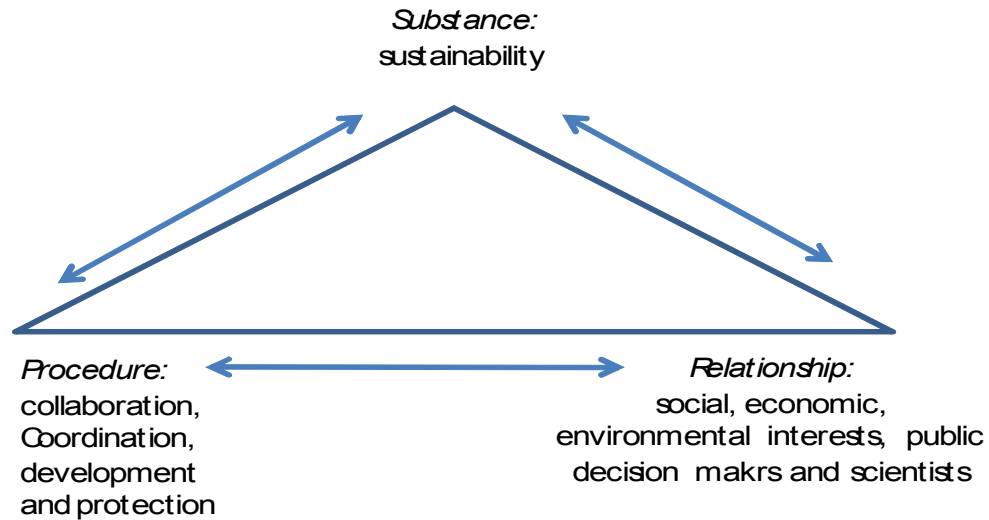 Substance:
sustainability
Procedure:
collaboration,
Coordination,
development
and protection
Relationship:
social, economic,
environmental interests, public
decision makrs and scientists